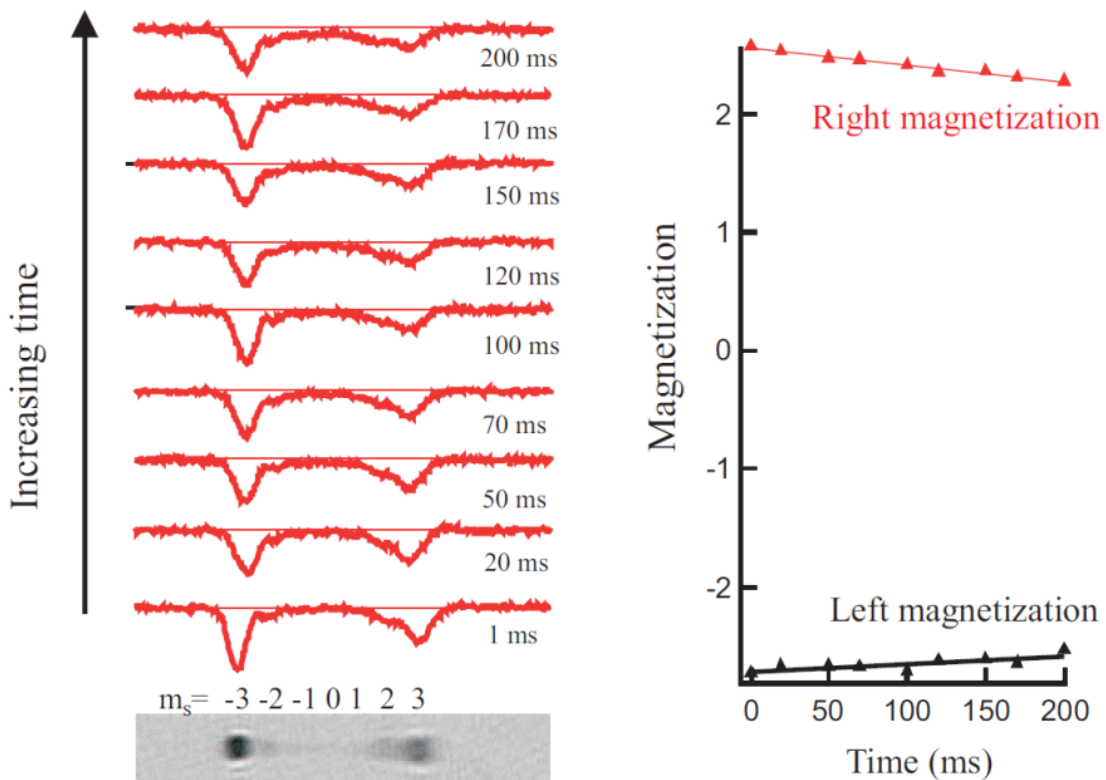 Increasing time
200 ms
170 ms
150 ms
120 ms
100 ms
70 ms
50 ms
20 ms
1 ms
mₛ= -3 -2 -1 0 1 2 3
Magnetization
2
1
0
-1
-2
Right magnetization
Left magnetization
0 50 100 150 200
Time (ms)